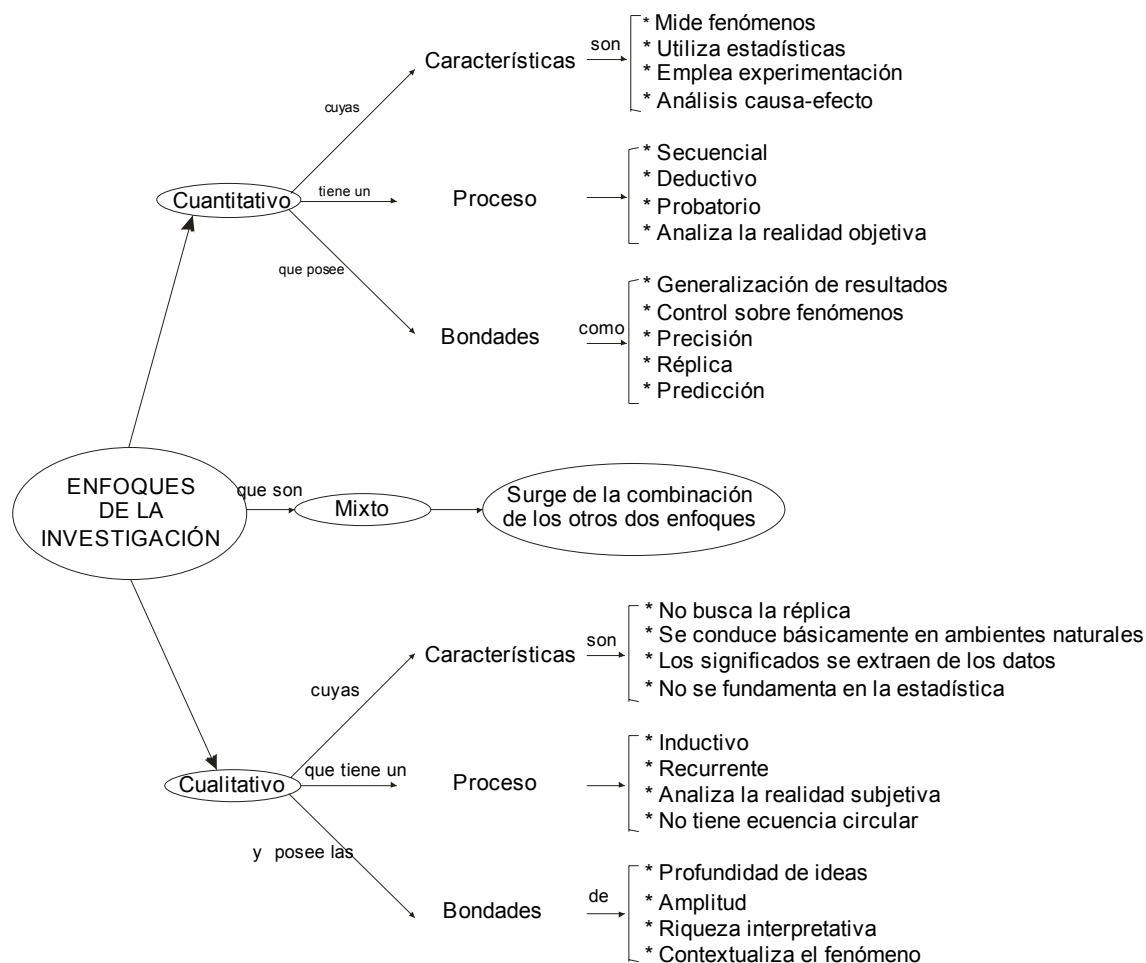 cuyas
Cuantitativo
tiene un
que posee
Característícas
son
* Mide fenómenos
* Utiliza estadísticas
* Emplea experimentación
* Análisis causa-efecto
Proceso
* Secuencial
* Deductivo
* Probatorio
* Analiza la realidad objetiva
Bondades
como
* Generalización de resultados
* Control sobre fenómenos
* Precisión
* Réplica
* Predicción
ENFOQUES
DE LA
INVESTIGACIÓN
que son
Mixto
Surge de la combinación
de los otros dos enfoques
Cualitativo
cuyas
que tiene un
y posee las
Característícas
son
* No busca la réplica
* Se conduce básicamente en ambientes naturales
* Los significados se extraen de los datos
* No se fundamenta en la estadística
Proceso
* Inductivo
* Recurrente
* Analiza la realidad subjetiva
* No tiene ecuencia circular
Bondades
de
* Profundidad de ideas
* Amplitud
* Riqueza interpretativa
* Contextualiza el fenómeno